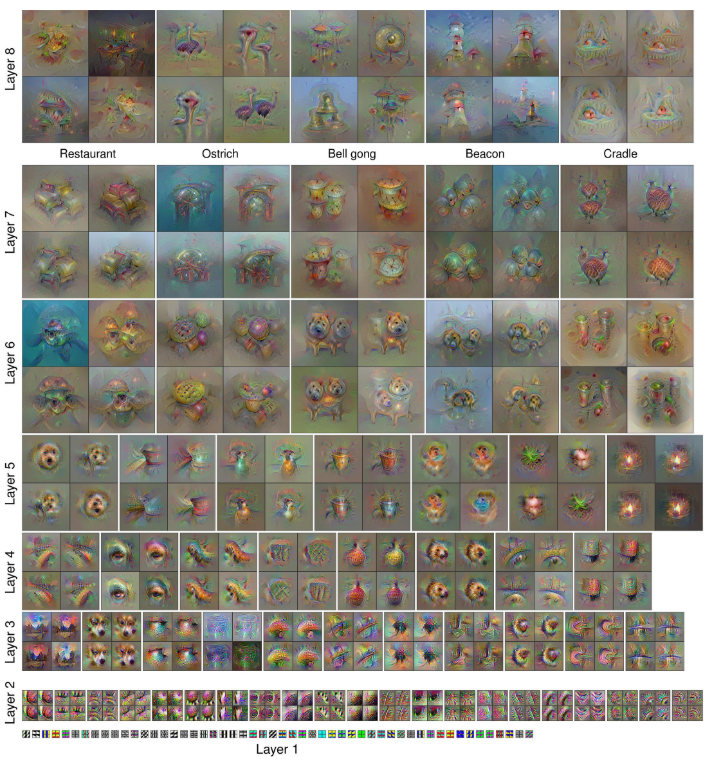 Layer 8
Restaurant Ostrich Bell gong Beacon Cradle
Layer 7
Layer 6
Layer 5
Layer 4
Layer 3
Layer 2
Layer 1